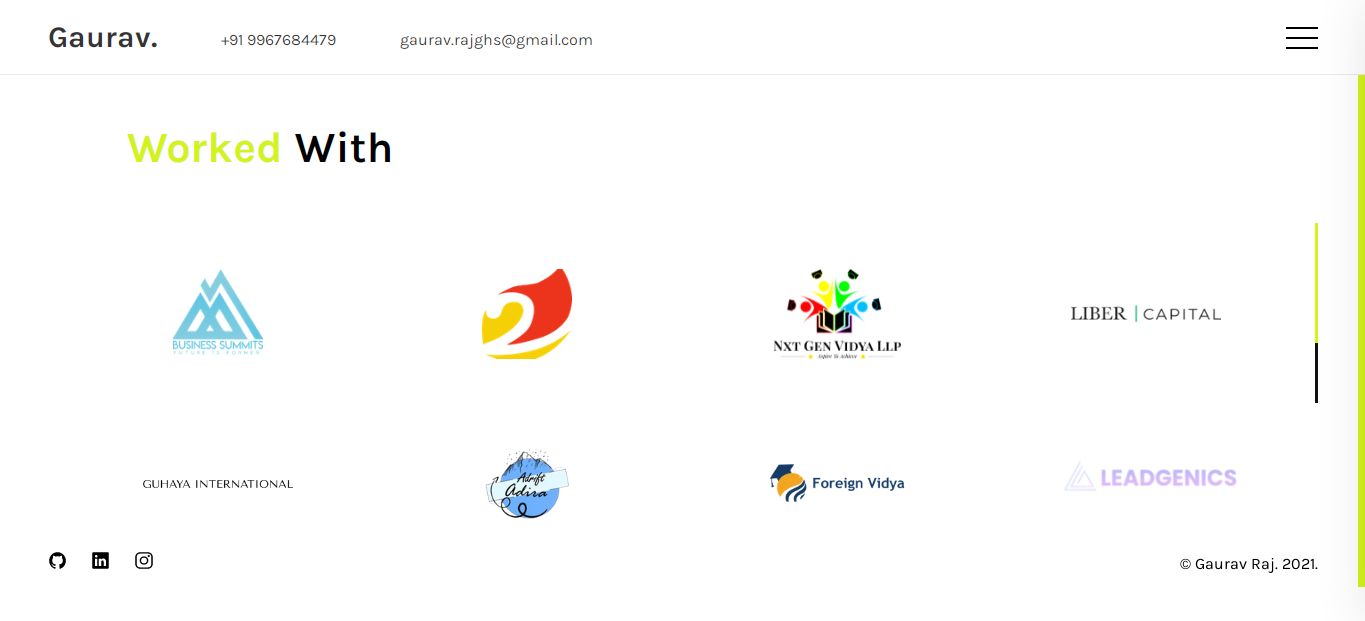 Gaurav.
+91 9967684479
gaurav.rajghs@gmail.com
Worked With
BUSINESS SUMMITS
FUTURE IS FORMED
NXT GEN VIDYA LLP
Aspire To Achieve
LIBER | CAPITAL
GUHAYA INTERNATIONAL
Adrift
Adira
Foreign Vidya
LEADGENICS
© Gaurav Raj. 2021.